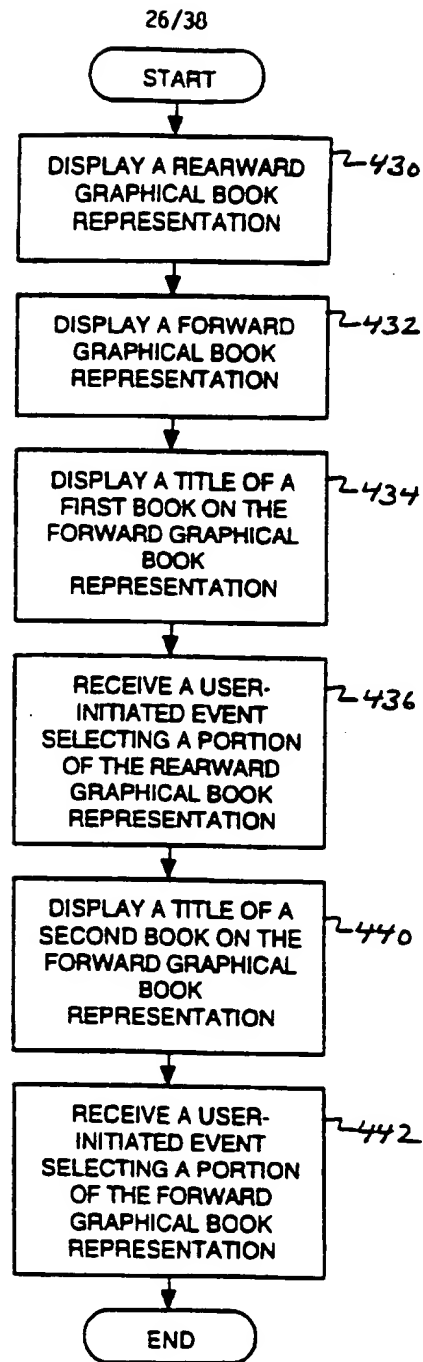 26/38
START
DISPLAY A REARWARD
GRAPHICAL BOOK
REPRESENTATION
430
DISPLAY A FORWARD
GRAPHICAL BOOK
REPRESENTATION
432
DISPLAY A TITLE OF A
FIRST BOOK ON THE
FORWARD GRAPHICAL
BOOK
REPRESENTATION
434
RECEIVE A USER-
INITIATED EVENT
SELECTING A PORTION
OF THE REARWARD
GRAPHICAL BOOK
REPRESENTATION
436
DISPLAY A TITLE OF A
SECOND BOOK ON THE
FORWARD GRAPHICAL
BOOK
REPRESENTATION
440
RECEIVE A USER-
INITIATED EVENT
SELECTING A PORTION
OF THE FORWARD
GRAPHICAL BOOK
REPRESENTATION
442
END